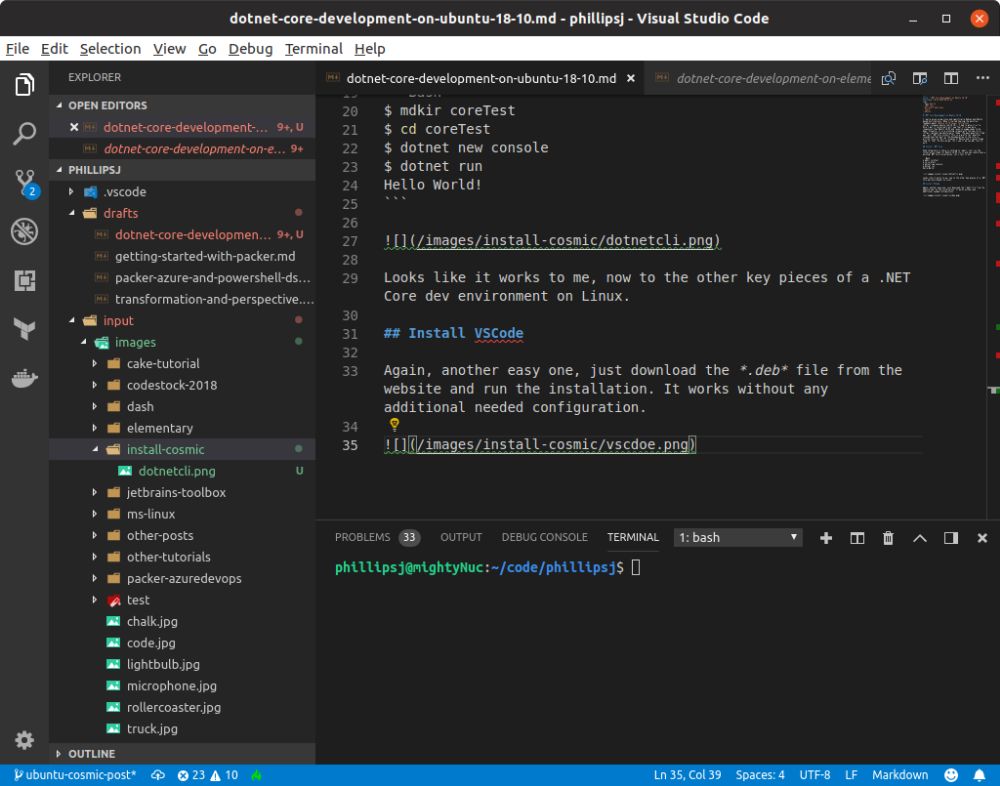 dotnet-core-development-on-ubuntu-18-10.md - phillipsj - Visual Studio Code
File Edit Selection View Go Debug Terminal Help
EXPLORER
OPEN EDITORS
dotnet-core-development-... 9+, U
dotnet-core-development-on-e... 9+
PHILLIPSJ
.vscode
drafts
dotnet-core-developmen... 9+, U
getting-started-with-packer.md
packer-azure-and-powershell-ds...
transformation-and-perspective....
input
images
cake-tutorial
codestock-2018
dash
elementary
install-cosmic
dotnetcli.png U
jetbrains-toolbox
ms-linux
other-posts
other-tutorials
packer-azuredevops
test
chalk.jpg
code.jpg
lightbulb.jpg
microphone.jpg
rollercoaster.jpg
truck.jpg
OUTLINE
2
dotnet-core-development-on-ubuntu-18-10.md
dotnet-core-development-on-eleme
20 $ mdkir coreTest
21 $ cd coreTest
22 $ dotnet new console
23 $ dotnet run
24 Hello World!
25 ```
26
27 ![](/images/install-cosmic/dotnetcli.png)
28
29 Looks like it works to me, now to the other key pieces of a .NET
Core dev environment on Linux.
30
31 ## Install VSCode
32
33 Again, another easy one, just download the *.deb* file from the
website and run the installation. It works without any
additional needed configuration.
34
35 ![](/images/install-cosmic/vscdoe.png)
PROBLEMS 33 OUTPUT DEBUG CONSOLE TERMINAL 1: bash
phillipsj@mightyNuc:~/code/phillipsj$
ubuntu-cosmic-post* 23 10 Ln 35, Col 39 Spaces: 4 UTF-8 LF Markdown